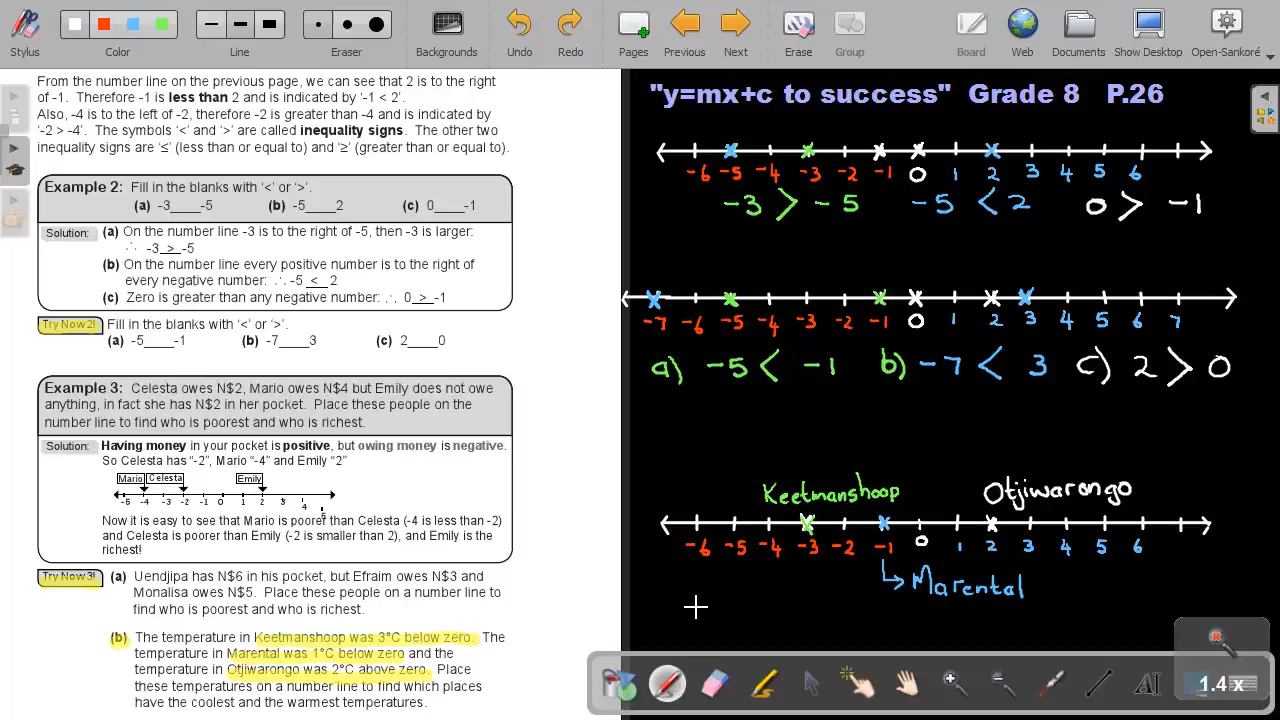 Stylus Color Line Eraser Backgrounds Undo Redo Pages Previous Next Erase Group Board Web Documents Show Desktop Open-Sankoré
From the number line on the previous page, we can see that 2 is to the right
of -1. Therefore -1 is less than 2 and is indicated by '-1 < 2'.
Also, -4 is to the left of -2, therefore -2 is greater than -4 and is indicated by
'-2 > -4'. The symbols '<' and '>' are called inequality signs. The other two
inequality signs are '≤' (less than or equal to) and '≥' (greater than or equal to).
Example 2: Fill in the blanks with '<' or '>'.
(a) -3____-5 (b) -5____2 (c) 0____-1
Solution: (a) On the number line -3 is to the right of -5, then -3 is larger:
∴ -3 > -5
(b) On the number line every positive number is to the right of
every negative number: ∴ -5 < 2
(c) Zero is greater than any negative number: ∴ 0 > -1
Try Now 2! Fill in the blanks with '<' or '>'.
(a) -5____-1 (b) -7____3 (c) 2____0
Example 3: Celesta owes N$2, Mario owes N$4 but Emily does not owe
anything, in fact she has N$2 in her pocket. Place these people on the
number line to find who is poorest and who is richest.
Solution: Having money in your pocket is positive, but owing money is negative.
So Celesta has "-2", Mario "-4" and Emily "2"
Mario Celesta Emily
-5 -4 -3 -2 -1 0 1 2 3 4 5
Now it is easy to see that Mario is poorer than Celesta (-4 is less than -2)
and Celesta is poorer than Emily (-2 is smaller than 2), and Emily is the
richest!
Try Now 3! (a) Uendjipa has N$6 in his pocket, but Efraim owes N$3 and
Monalisa owes N$5. Place these people on a number line to
find who is poorest and who is richest.
(b) The temperature in Keetmanshoop was 3°C below zero. The
temperature in Marental was 1°C below zero and the
temperature in Otjiwarongo was 2°C above zero. Place
these temperatures on a number line to find which places
have the coolest and the warmest temperatures.
"y=mx+c to success" Grade 8 P.26
-6 -5 -4 -3 -2 -1 0 1 2 3 4 5 6
-3 > -5 -5 < 2 0 > -1
-7 -6 -5 -4 -3 -2 -1 0 1 2 3 4 5 6 7
a) -5 < -1 b) -7 < 3 c) 2 > 0
Keetmanshoop Otjiwarongo
-6 -5 -4 -3 -2 -1 0 1 2 3 4 5 6
Marental
1.4 x